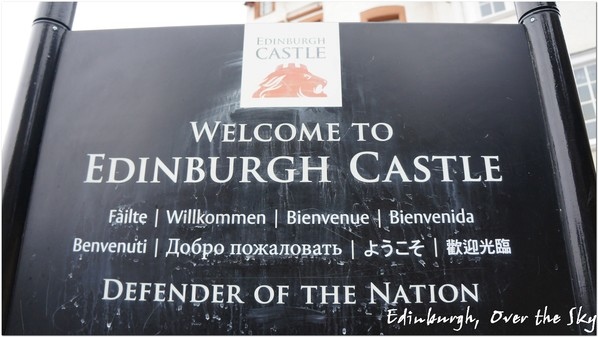 EDINBURGH
CASTLE
WELCOME TO
EDINBURGH CASTLE
Fàilte | Willkommen | Bienvenue | Bienvenida
Benvenuti | Добро пожаловать | ようこそ | 歡迎光臨
DEFENDER OF THE NATION
Edinburgh, Over the Sky